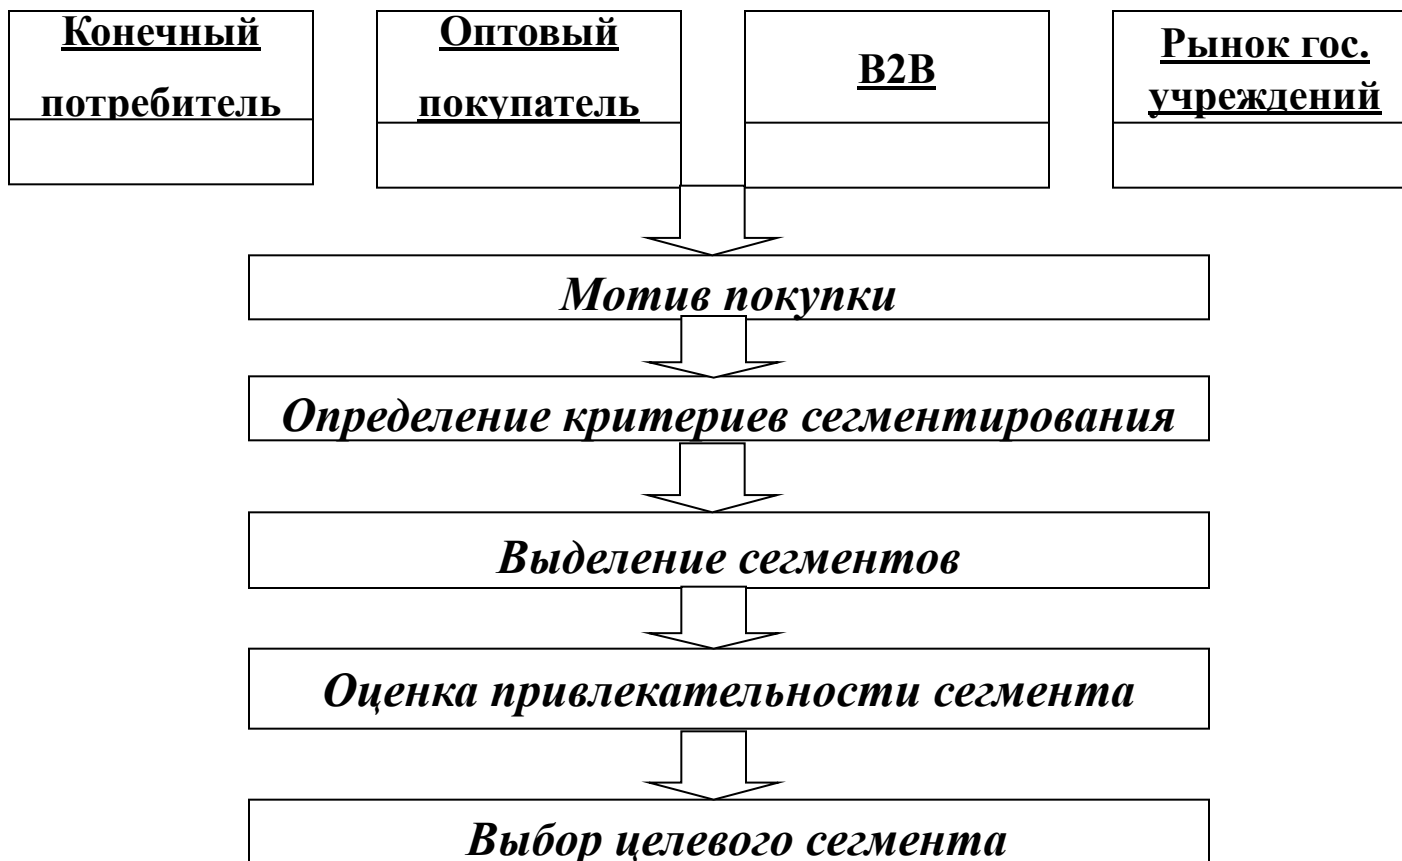 Конечный
потребитель
Оптовый
покупатель
B2B
Рынок гос.
учреждений
Мотив покупки
Определение критериев сегментирования
Выделение сегментов
Оценка привлекательности сегмента
Выбор целевого сегмента